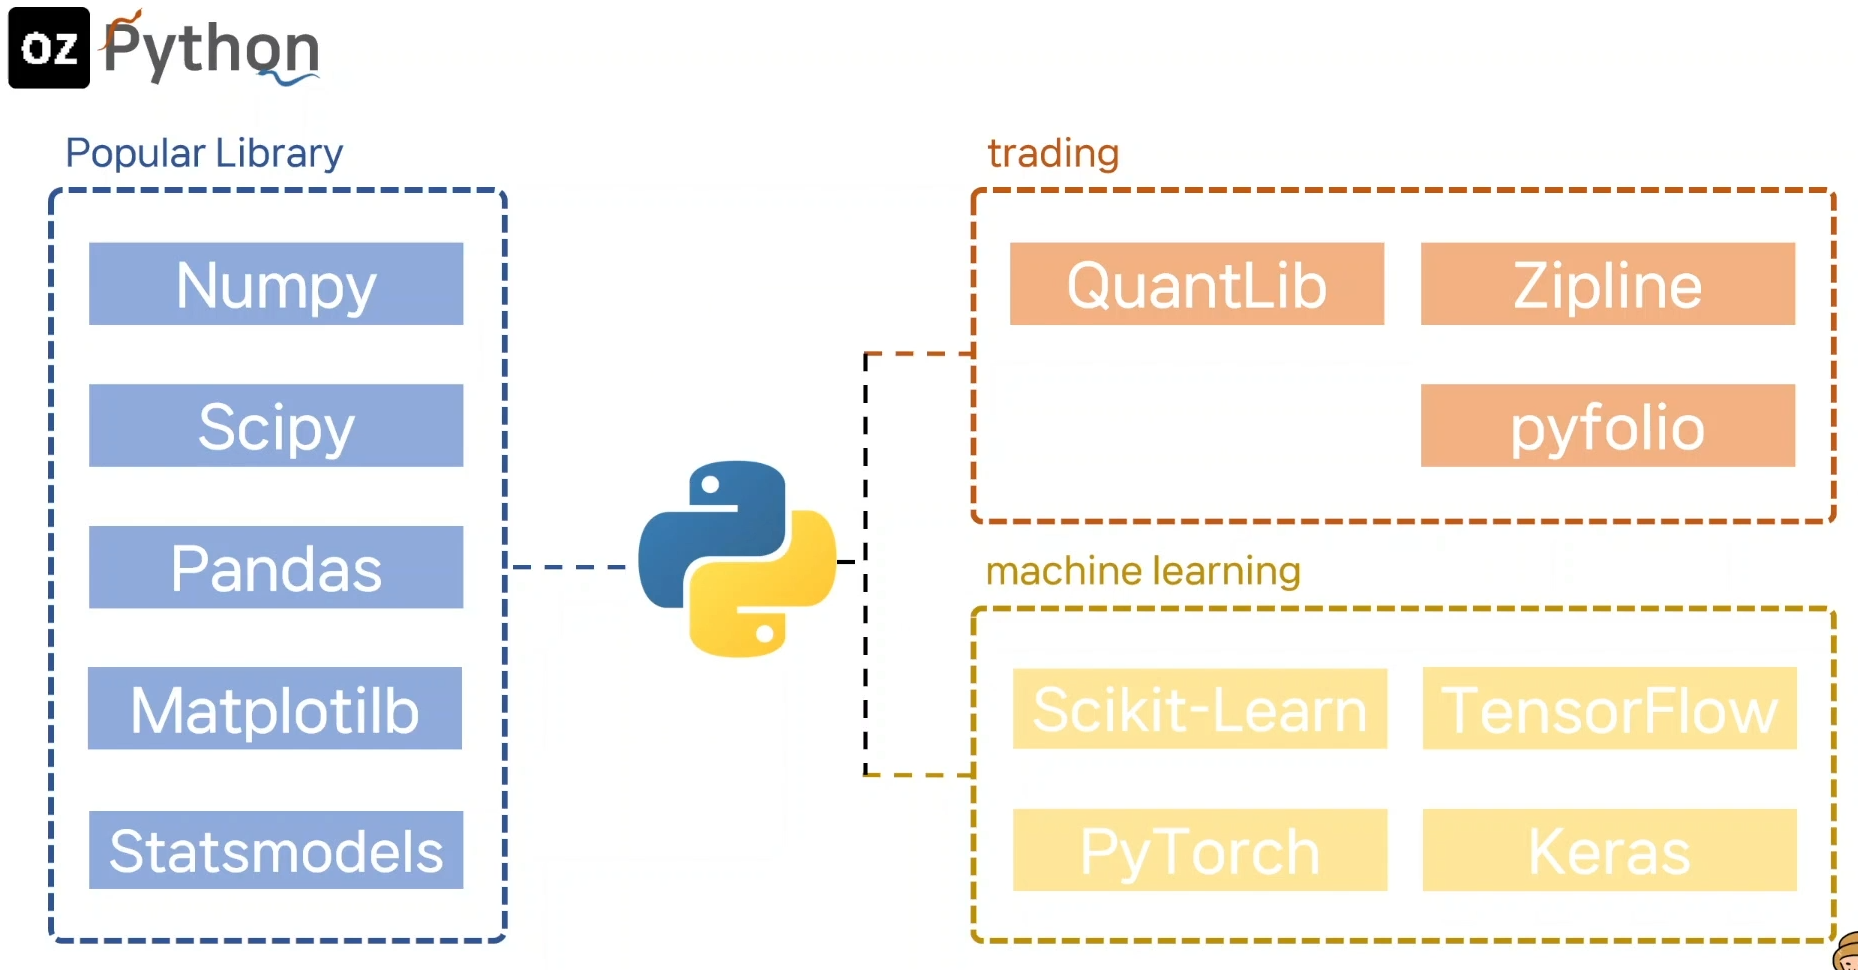 OZ Python
Popular Library
Numpy
Scipy
Pandas
Matplotilb
Statsmodels
trading
QuantLib
Zipline
pyfolio
machine learning
Scikit-Learn
TensorFlow
PyTorch
Keras